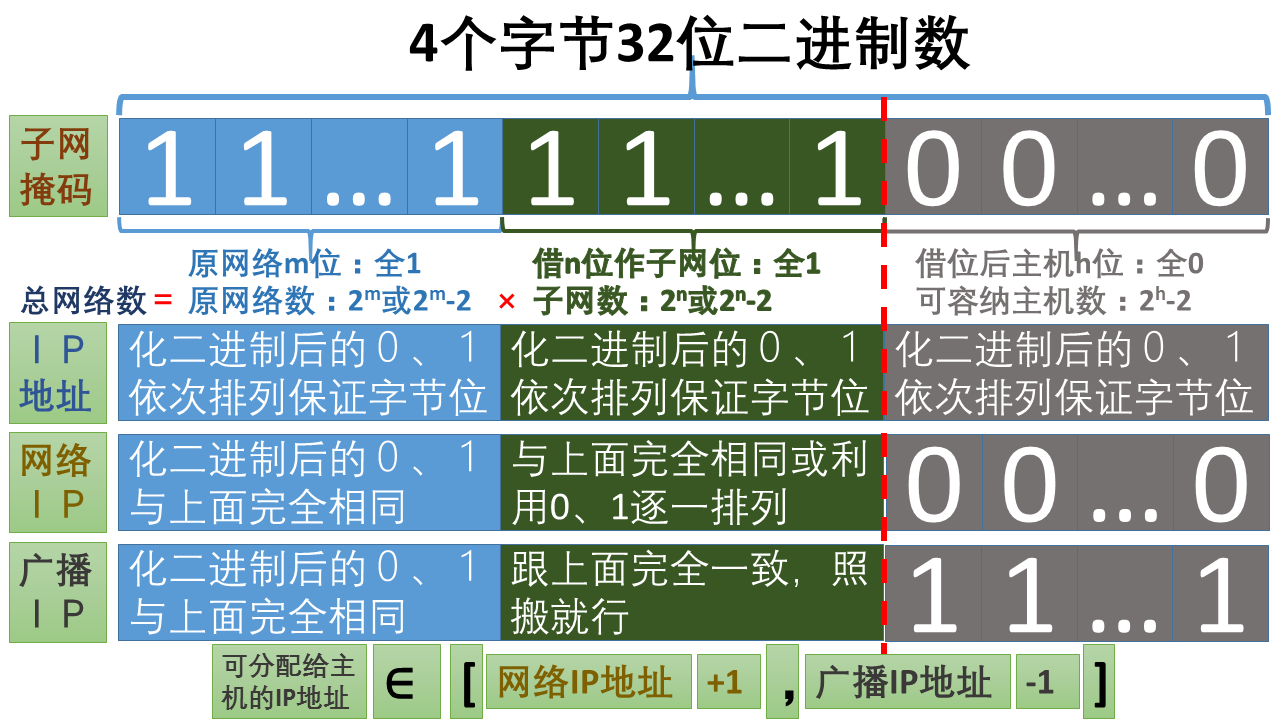 4个字节32位二进制数
子网
掩码
1 1 ... 1 1 1 ... 1 0 0 ... 0
原网络m位：全1
借n位作子网位：全1
借位后主机h位：全0
总网络数＝ 原网络数：2ᵐ或2ᵐ-2 × 子网数：2ⁿ或2ⁿ-2
可容纳主机数：2ʰ-2
ＩＰ
地址
化二进制后的０、１
依次排列保证字节位
化二进制后的０、１
依次排列保证字节位
化二进制后的０、１
依次排列保证字节位
网络
ＩＰ
化二进制后的０、１
与上面完全相同
与上面完全相同或利
用0、1逐一排列
0 0 ... 0
广播
ＩＰ
化二进制后的０、１
与上面完全相同
跟上面完全一致，照
搬就行
1 1 ... 1
可分配给主
机的IP地址
∈ [ 网络IP地址 +1 , 广播IP地址 -1 ]